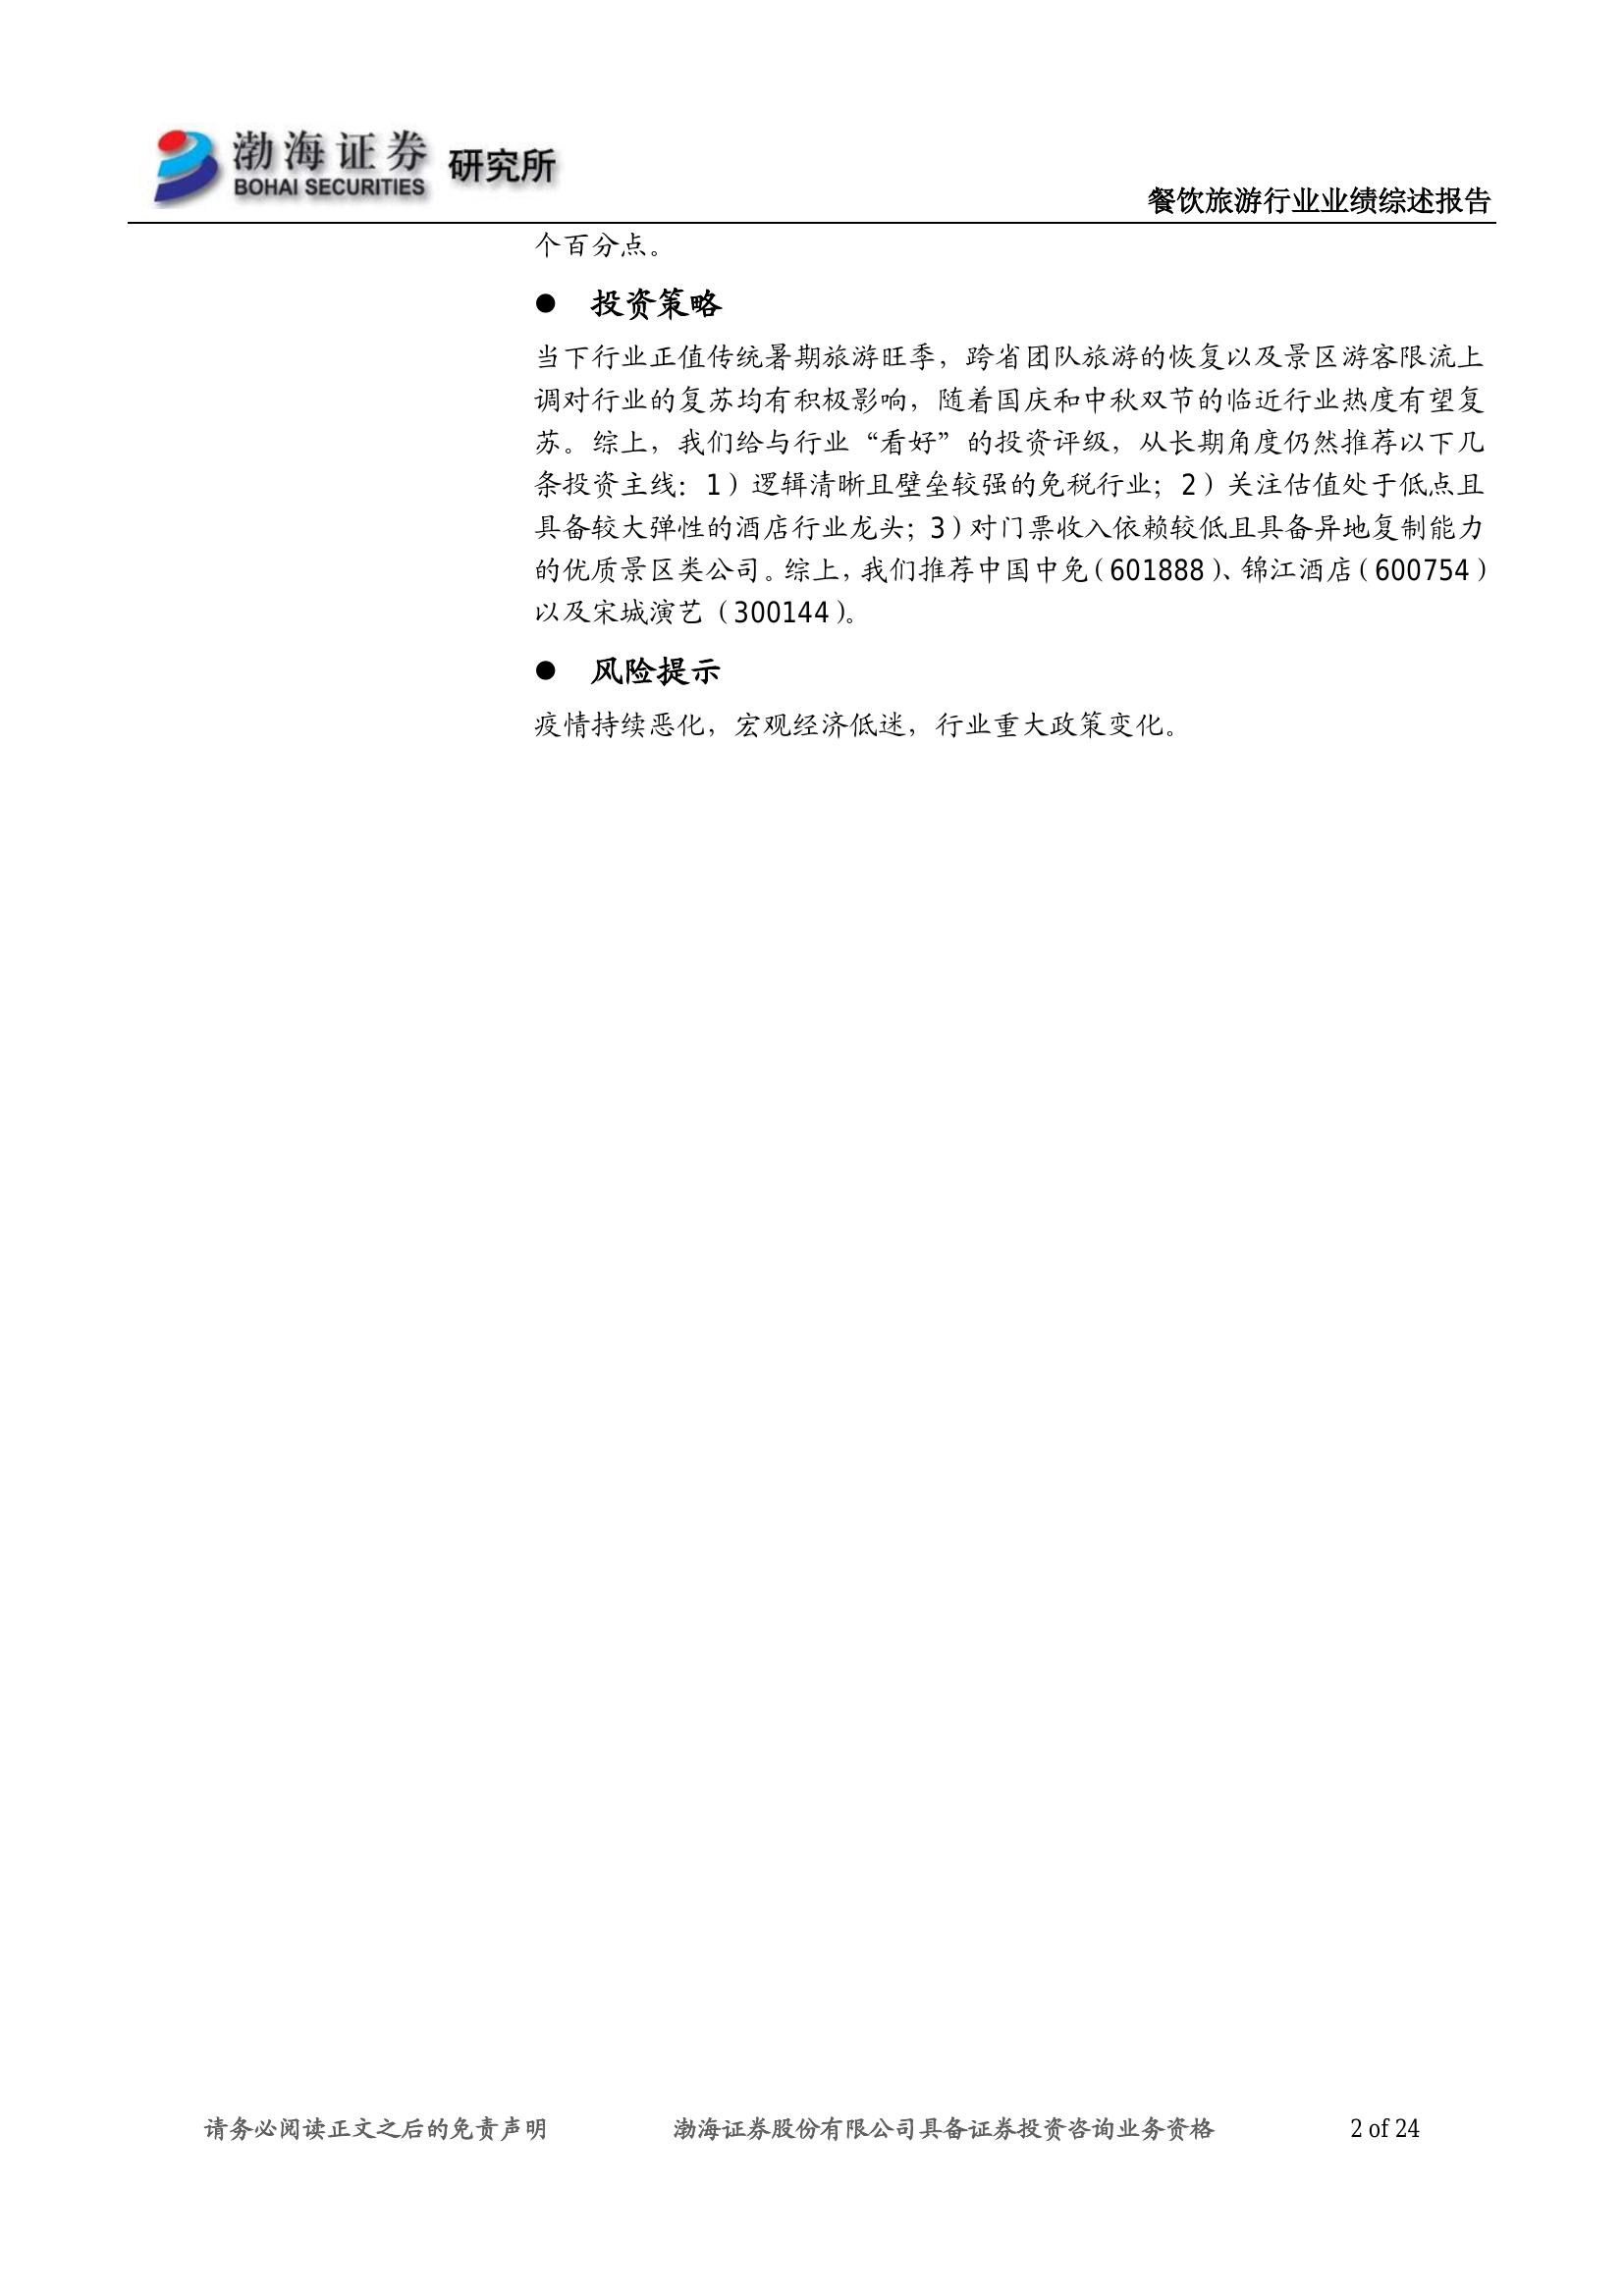 渤海证券
BOHAI SECURITIES
研究所
餐饮旅游行业业绩综述报告
个百分点。
● 投资策略
当下行业正值传统暑期旅游旺季，跨省团队旅游的恢复以及景区游客限流上
调对行业的复苏均有积极影响，随着国庆和中秋双节的临近行业热度有望复
苏。综上，我们给与行业“看好”的投资评级，从长期角度仍然推荐以下几
条投资主线：1）逻辑清晰且壁垒较强的免税行业；2）关注估值处于低点且
具备较大弹性的酒店行业龙头；3）对门票收入依赖较低且具备异地复制能力
的优质景区类公司。综上，我们推荐中国中免（601888）、锦江酒店（600754）
以及宋城演艺（300144）。
● 风险提示
疫情持续恶化，宏观经济低迷，行业重大政策变化。
请务必阅读正文之后的免责声明 渤海证券股份有限公司具备证券投资咨询业务资格 2 of 24